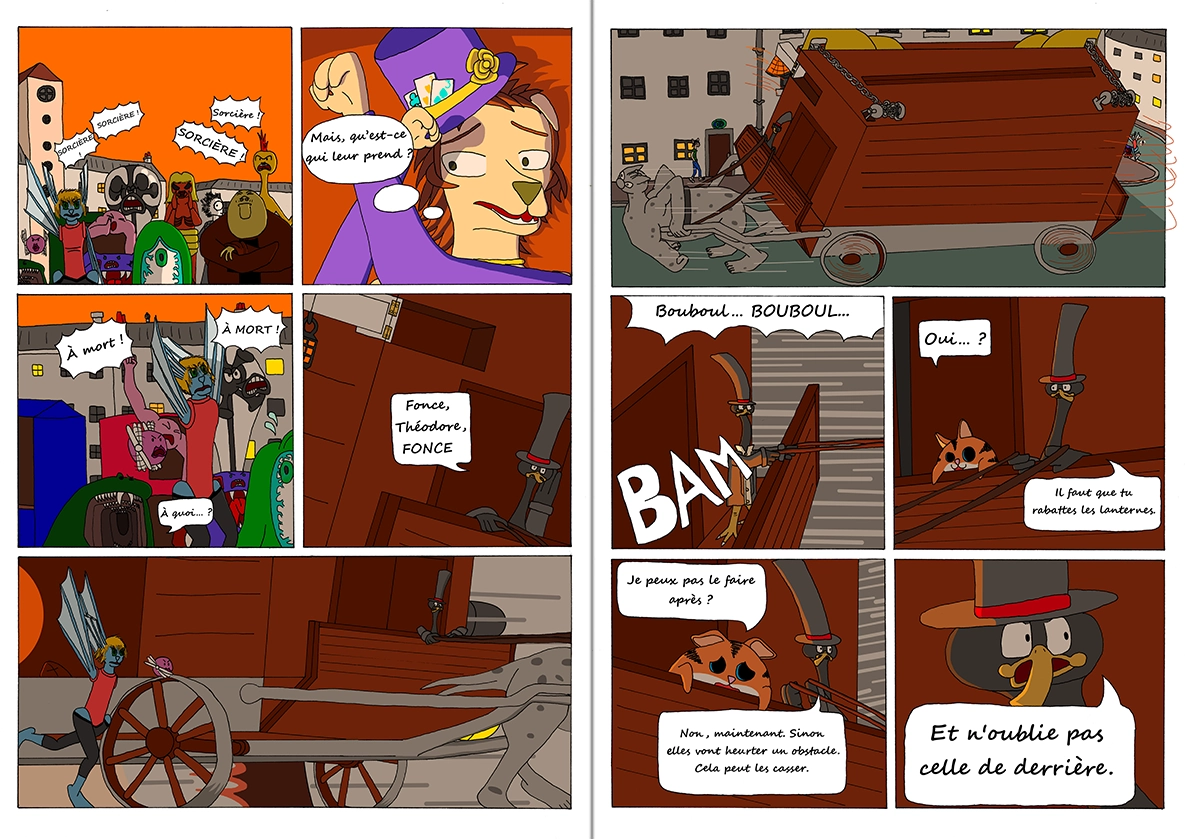 SORCIÈRE
!
SORCIÈRE !
Sorcière !
SORCIÈRE !
Mais, qu'est-ce
qui leur prend ?
À mort !
À MORT !
À quoi... ?
Fonce,
Théodore,
FONCE
Bouboul... BOUBOUL...
BAM
Oui... ?
Il faut que tu
rabattes les lanternes.
Je peux pas le faire
après ?
Non, maintenant. Sinon
elles vont heurter un obstacle.
Cela peut les casser.
Et n'oublie pas
celle de derrière.